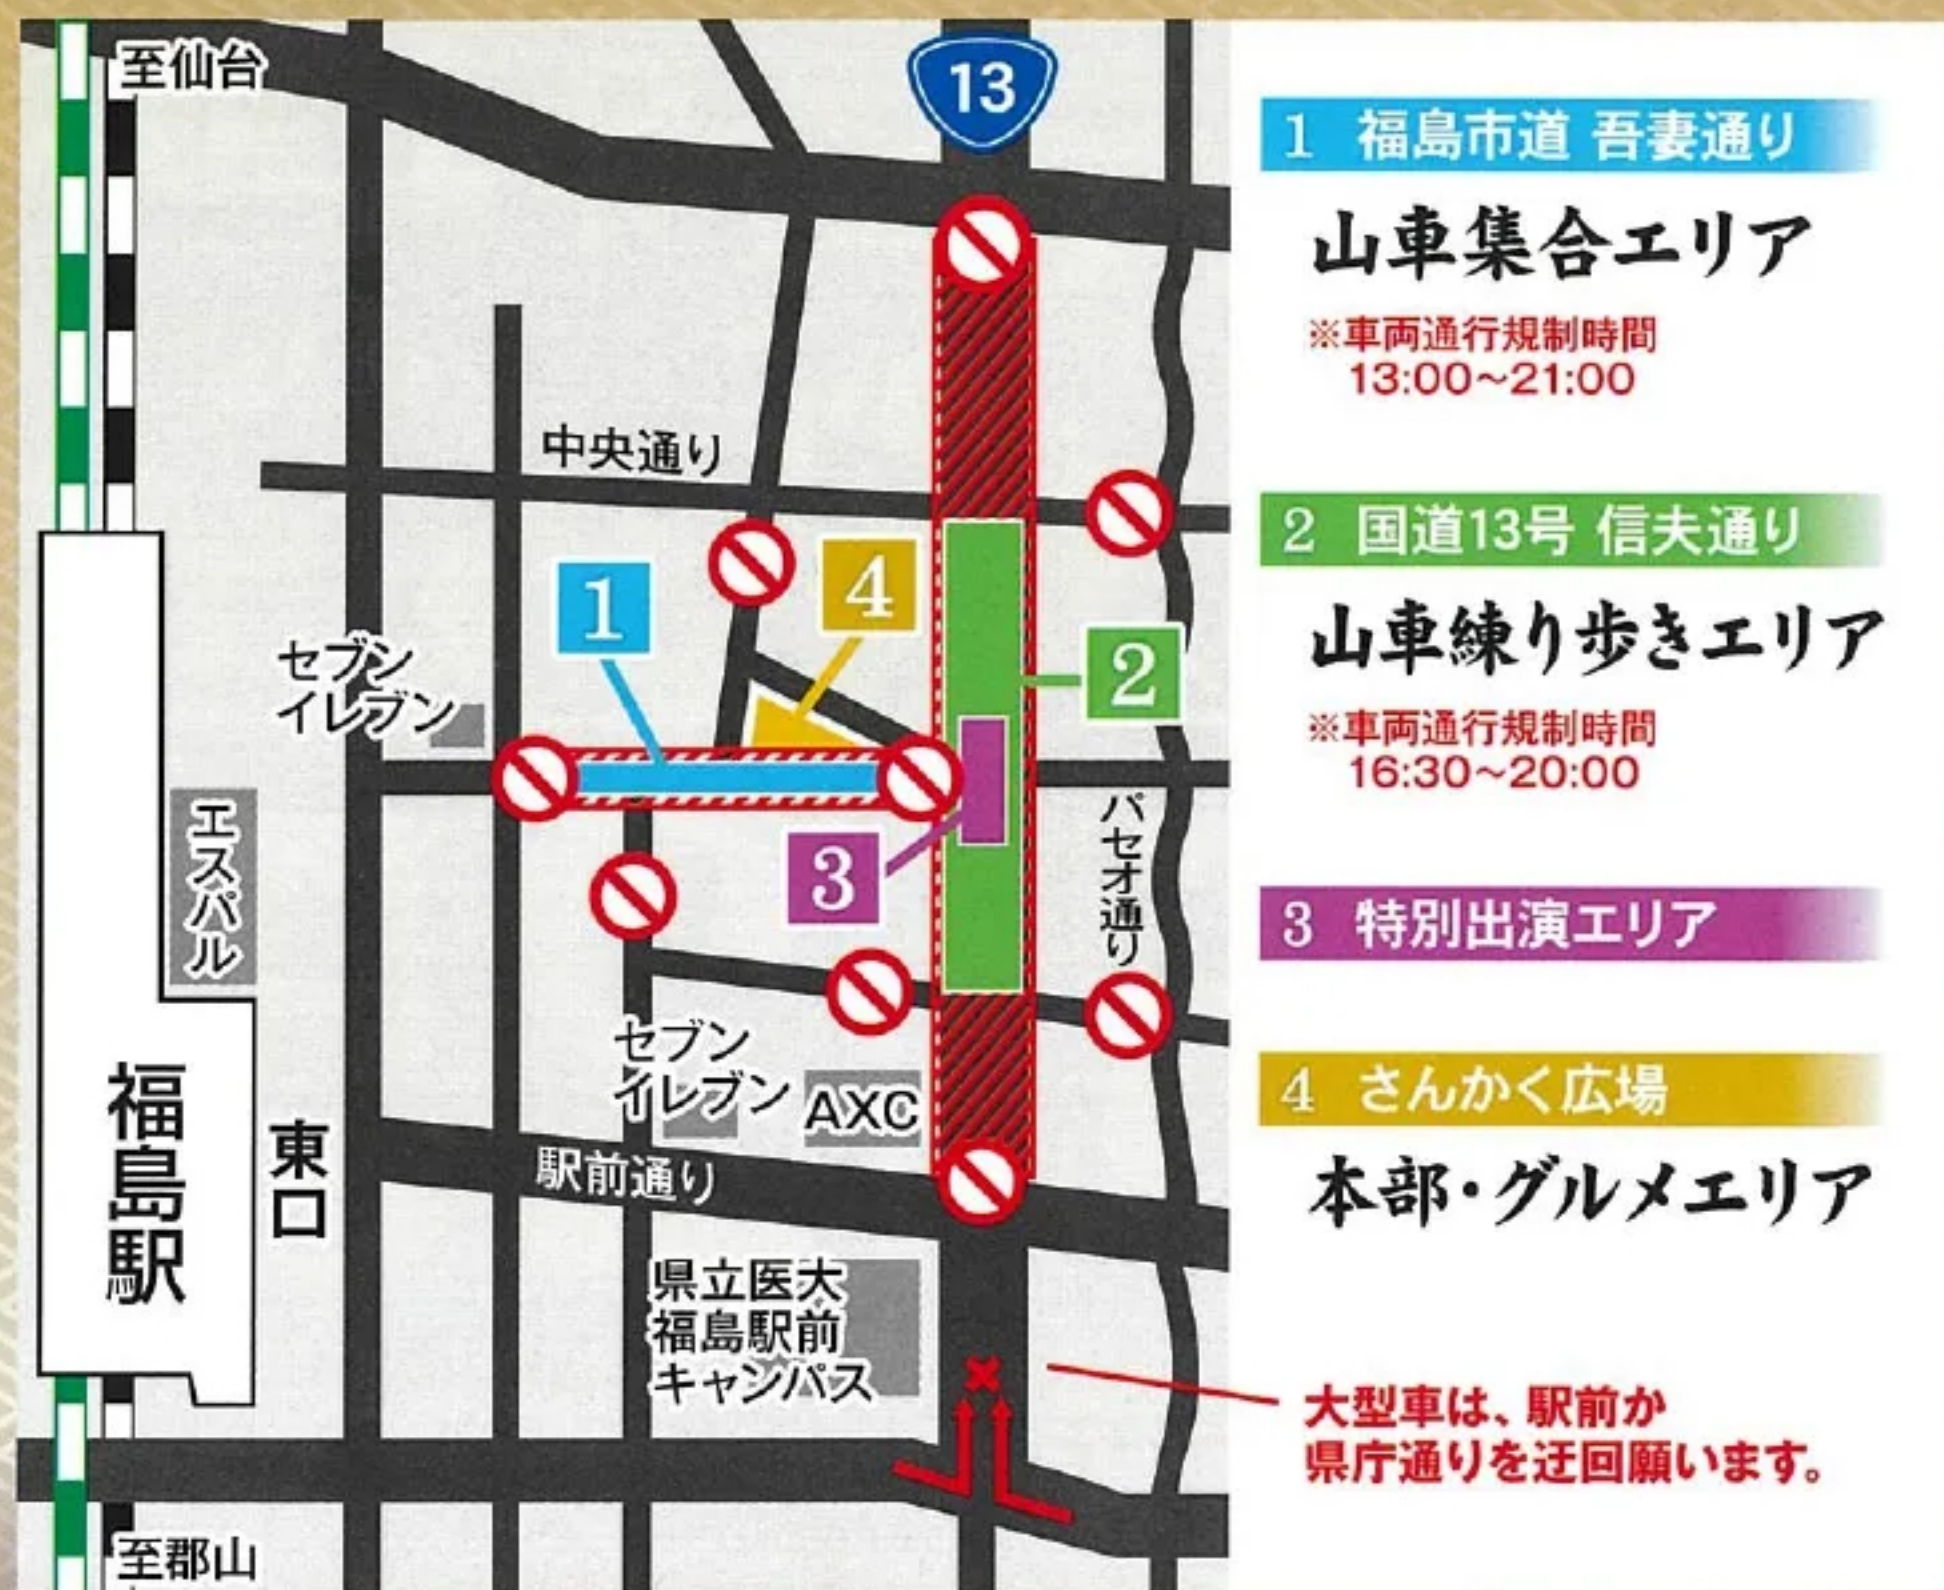 至仙台
13
中央通り
1
4
2
3
セブン
イレブン
エスパル
パセオ通り
福島駅
東口
セブン
イレブン
AXC
駅前通り
県立医大
福島駅前
キャンパス
至郡山
1 福島市道 吾妻通り
山車集合エリア
※車両通行規制時間
13:00～21:00
2 国道13号 信夫通り
山車練り歩きエリア
※車両通行規制時間
16:30～20:00
3 特別出演エリア
4 さんかく広場
本部・グルメエリア
大型車は、駅前か
県庁通りを迂回願います。